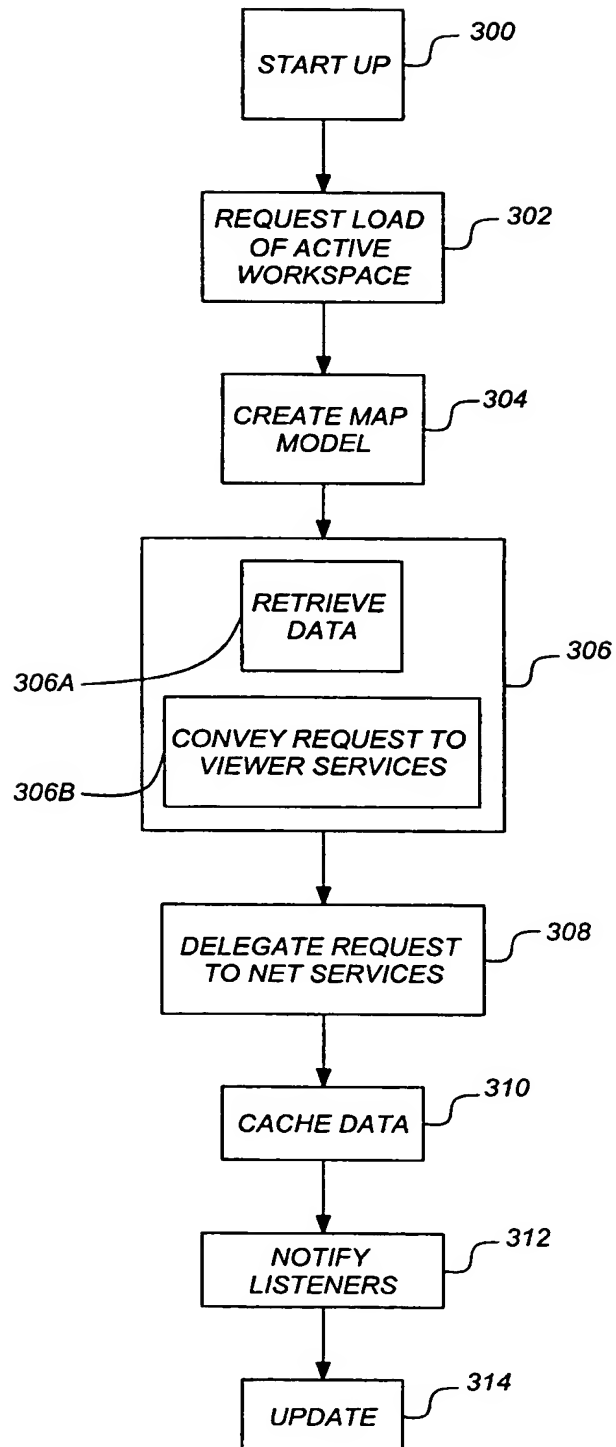 START UP
300
REQUEST LOAD
OF ACTIVE
WORKSPACE
302
CREATE MAP
MODEL
304
RETRIEVE
DATA
306A
306
CONVEY REQUEST TO
VIEWER SERVICES
306B
DELEGATE REQUEST
TO NET SERVICES
308
CACHE DATA
310
NOTIFY
LISTENERS
312
UPDATE
314